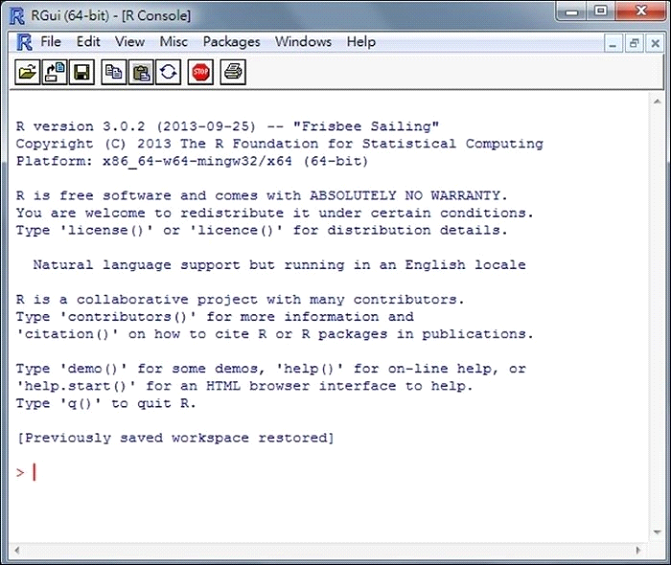 RGui (64-bit) - [R Console]
File Edit View Misc Packages Windows Help
STOP
R version 3.0.2 (2013-09-25) -- "Frisbee Sailing"
Copyright (C) 2013 The R Foundation for Statistical Computing
Platform: x86_64-w64-mingw32/x64 (64-bit)
R is free software and comes with ABSOLUTELY NO WARRANTY.
You are welcome to redistribute it under certain conditions.
Type 'license()' or 'licence()' for distribution details.
Natural language support but running in an English locale
R is a collaborative project with many contributors.
Type 'contributors()' for more information and
'citation()' on how to cite R or R packages in publications.
Type 'demo()' for some demos, 'help()' for on-line help, or
'help.start()' for an HTML browser interface to help.
Type 'q()' to quit R.
[Previously saved workspace restored]
>